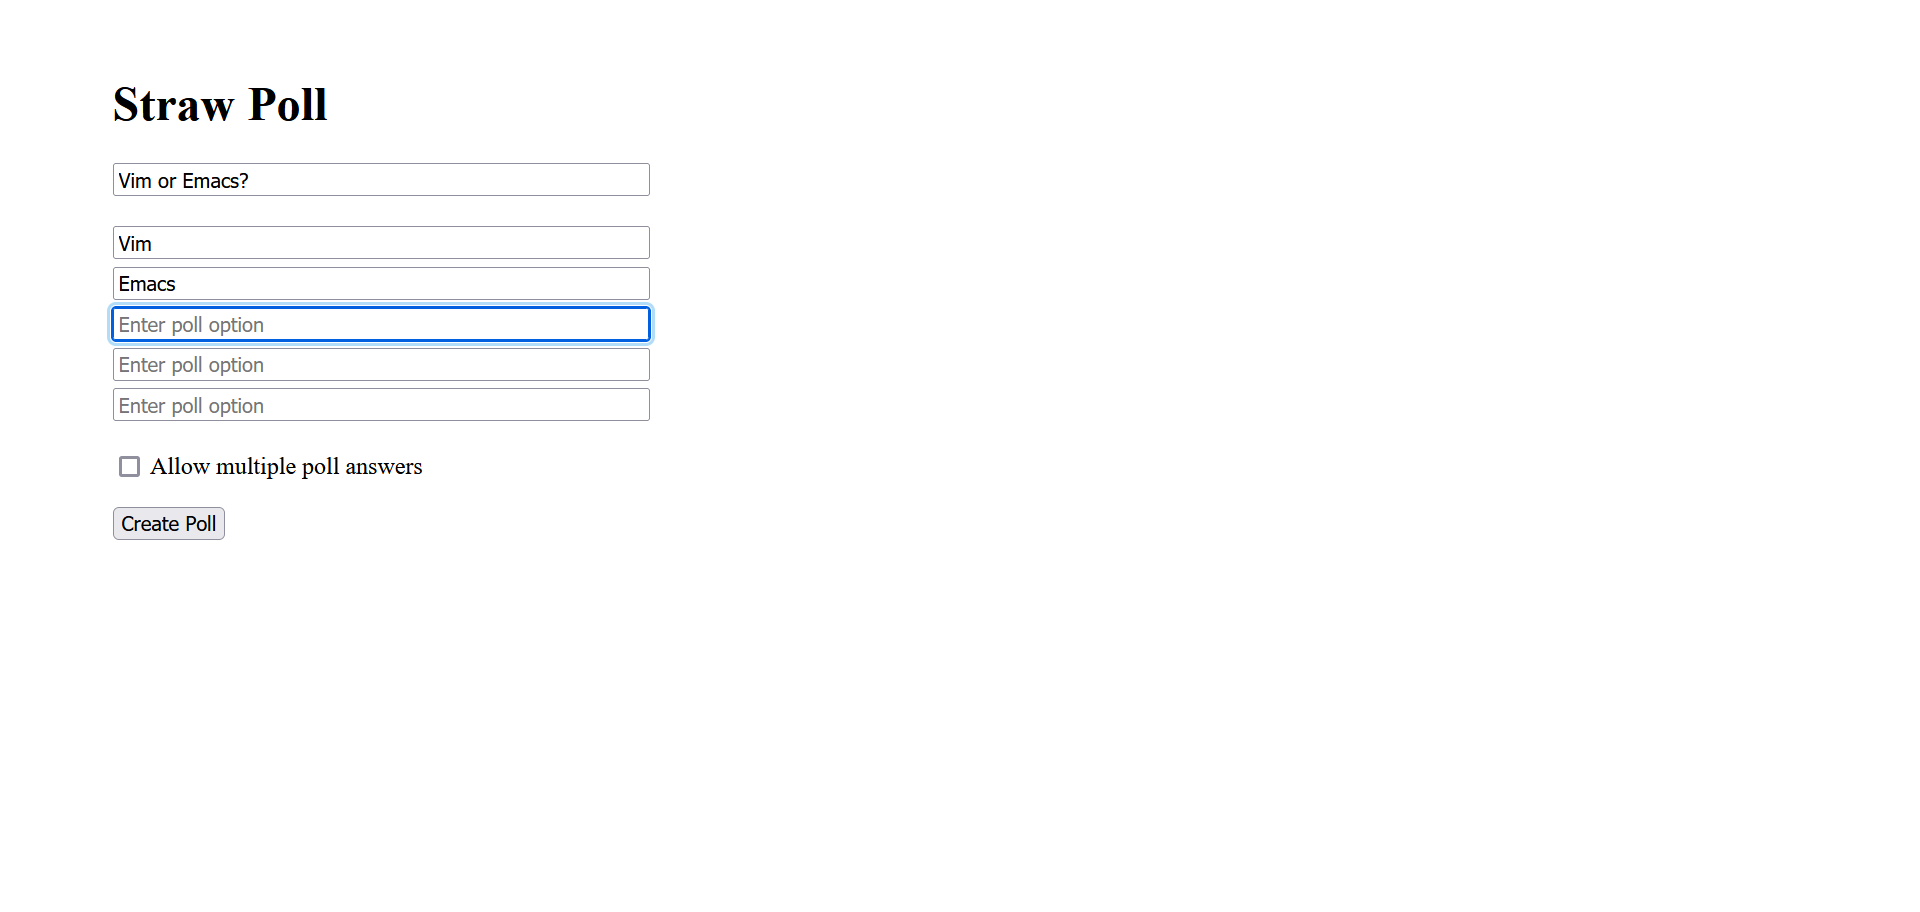 Straw Poll
Vim or Emacs?
Vim
Emacs
Enter poll option
Enter poll option
Enter poll option
Allow multiple poll answers
Create Poll